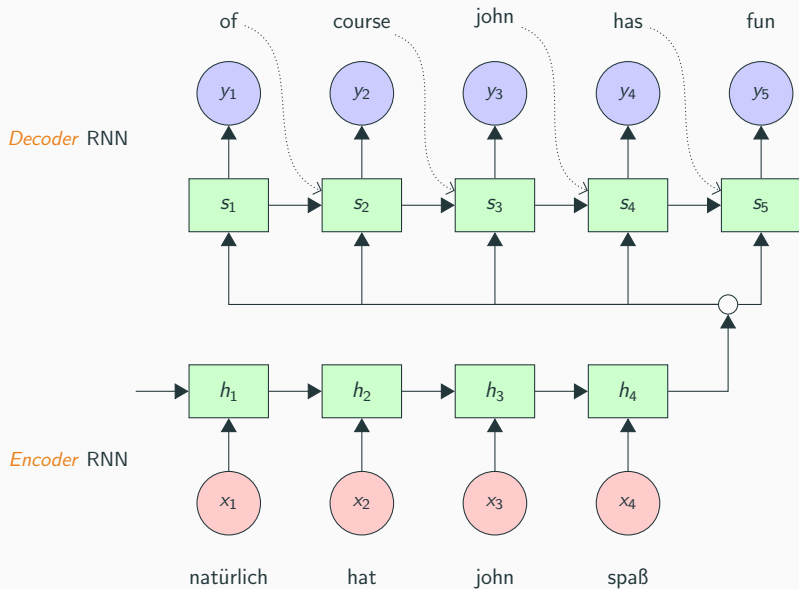 of course john has fun
y1 y2 y3 y4 y5
Decoder RNN
s1 s2 s3 s4 s5
h1 h2 h3 h4
Encoder RNN
x1 x2 x3 x4
natürlich hat john spaß